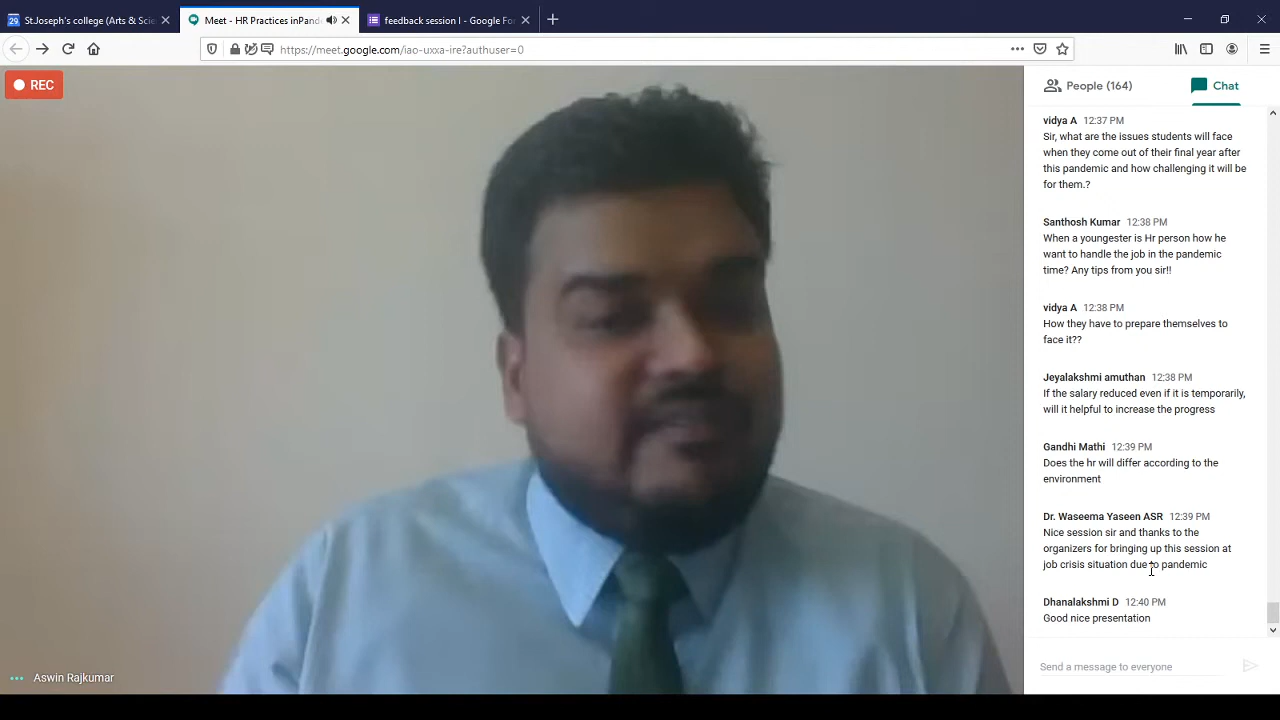 St.Joseph's college (Arts & Scie
Meet - HR Practices inPand
feedback session I - Google For
https://meet.google.com/iao-uxxa-ire?authuser=0
REC
People (164)
Chat
vidya A 12:37 PM
Sir, what are the issues students will face
when they come out of their final year after
this pandemic and how challenging it will be
for them.?
Santhosh Kumar 12:38 PM
When a youngester is Hr person how he
want to handle the job in the pandemic
time? Any tips from you sir!!
vidya A 12:38 PM
How they have to prepare themselves to
face it??
Jeyalakshmi amuthan 12:38 PM
If the salary reduced even if it is temporarily,
will it helpful to increase the progress
Gandhi Mathi 12:39 PM
Does the hr will differ according to the
environment
Dr. Waseema Yaseen ASR 12:39 PM
Nice session sir and thanks to the
organizers for bringing up this session at
job crisis situation due to pandemic
Dhanalakshmi D 12:40 PM
Good nice presentation
Send a message to everyone
Aswin Rajkumar